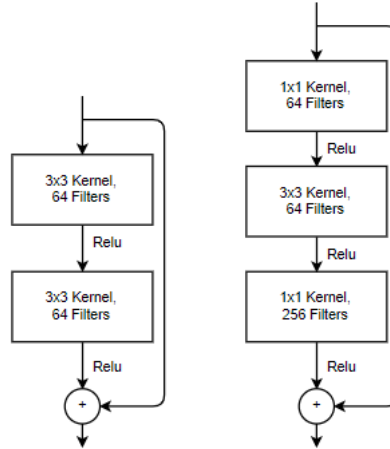 3x3 Kernel,
64 Filters
Relu
3x3 Kernel,
64 Filters
Relu
+
1x1 Kernel,
64 Filters
Relu
3x3 Kernel,
64 Filters
Relu
1x1 Kernel,
256 Filters
Relu
+